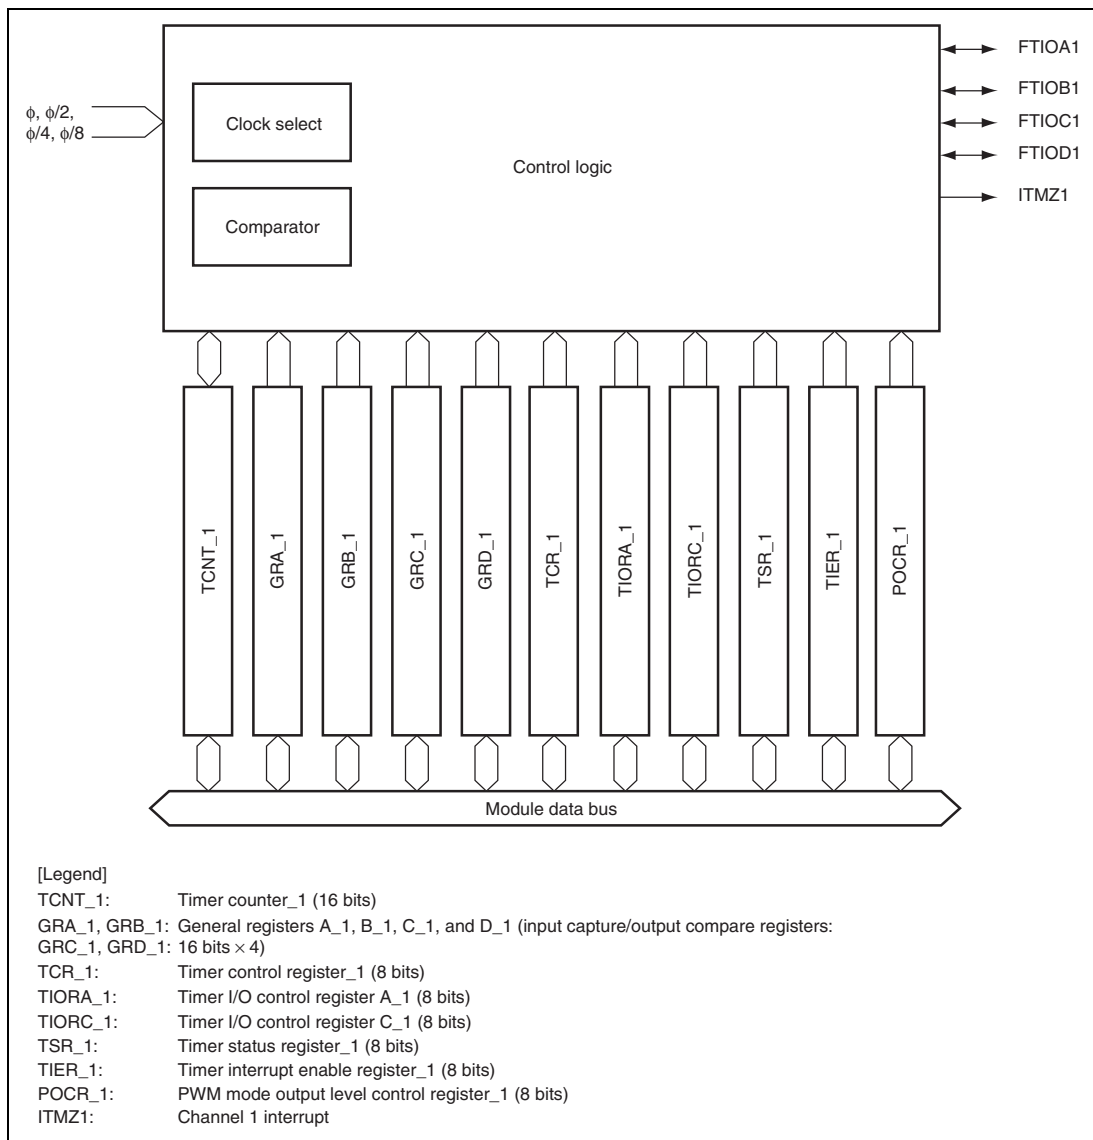 ϕ, ϕ/2,
ϕ/4, ϕ/8
Clock select
Comparator
Control logic
FTIOA1
FTIOB1
FTIOC1
FTIOD1
ITMZ1
TCNT_1
GRA_1
GRB_1
GRC_1
GRD_1
TCR_1
TIORA_1
TIORC_1
TSR_1
TIER_1
POCR_1
Module data bus
[Legend]
TCNT_1: Timer counter_1 (16 bits)
GRA_1, GRB_1: General registers A_1, B_1, C_1, and D_1 (input capture/output compare registers:
GRC_1, GRD_1: 16 bits × 4)
TCR_1: Timer control register_1 (8 bits)
TIORA_1: Timer I/O control register A_1 (8 bits)
TIORC_1: Timer I/O control register C_1 (8 bits)
TSR_1: Timer status register_1 (8 bits)
TIER_1: Timer interrupt enable register_1 (8 bits)
POCR_1: PWM mode output level control register_1 (8 bits)
ITMZ1: Channel 1 interrupt